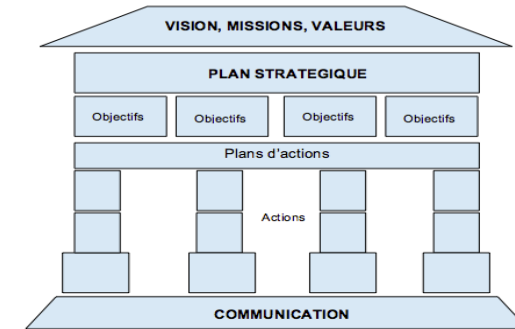 VISION, MISSIONS, VALEURS
PLAN STRATEGIQUE
Objectifs
Objectifs
Objectifs
Objectifs
Plans d'actions
Actions
COMMUNICATION